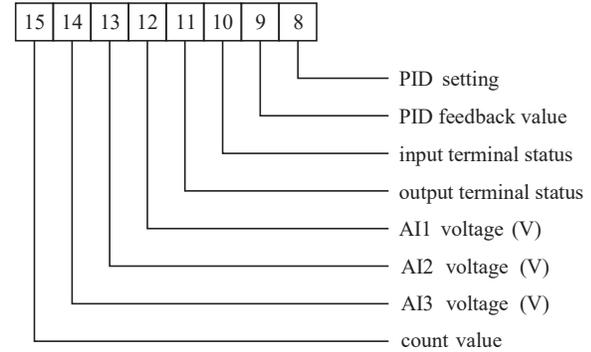 15 14 13 12 11 10 9 8
PID setting
PID feedback value
input terminal status
output terminal status
AI1 voltage (V)
AI2 voltage (V)
AI3 voltage (V)
count value